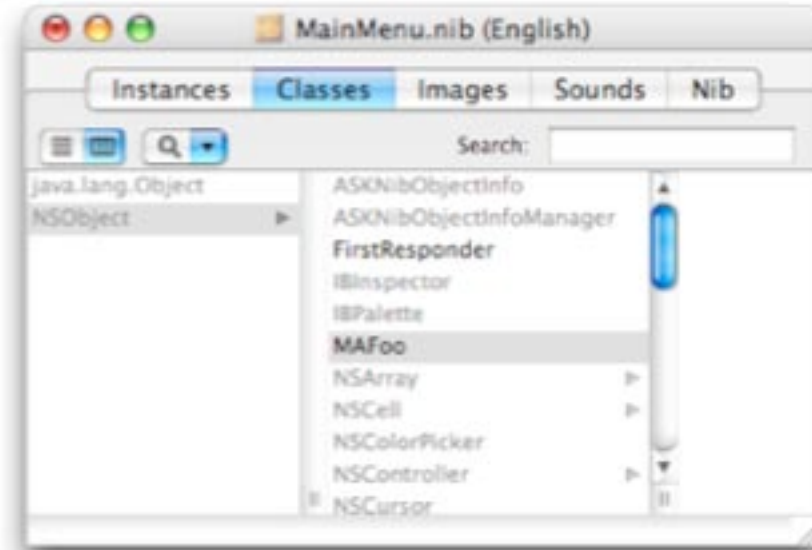 MainMenu.nib (English)
Instances Classes Images Sounds Nib
Search:
java.lang.Object
NSObject
ASKNibObjectInfo
ASKNibObjectInfoManager
FirstResponder
IBInspector
IBPalette
MAFoo
NSArray
NSCell
NSColorPicker
NSController
NSCursor